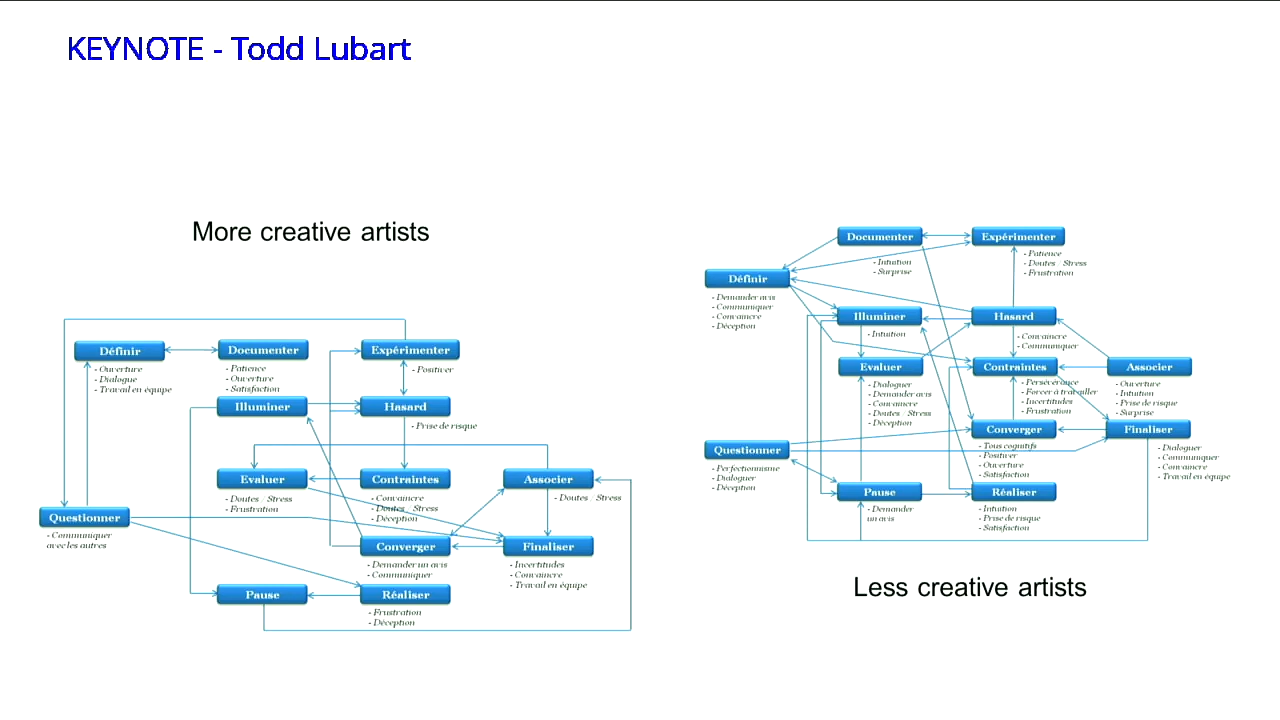 KEYNOTE - Todd Lubart
More creative artists
Définir
- Ouverture
- Dialogue
- Travail en équipe
Documenter
- Patience
- Ouverture
- Satisfaction
Expérimenter
- Positiver
Illuminer
Hasard
- Prise de risque
Evaluer
- Doutes / Stress
- Frustration
Contraintes
- Convaincre
- Doutes / Stress
- Déception
Associer
- Doutes / Stress
Questionner
- Communiquer
avec les autres
Converger
- Demander un avis
- Communiquer
Finaliser
- Incertitudes
- Convaincre
- Travail en équipe
Pause
Réaliser
- Frustration
- Déception
Documenter
- Intuition
- Surprise
Expérimenter
- Patience
- Doutes / Stress
- Frustration
Définir
- Demander avis
- Communiquer
- Convaincre
- Déception
Illuminer
- Intuition
Hasard
- Convaincre
- Communiquer
Evaluer
- Dialoguer
- Demander avis
- Convaincre
- Doutes / Stress
- Déception
Contraintes
- Persévérance
- Forcer à travailler
- Incertitudes
- Frustration
Associer
- Ouverture
- Intuition
- Prise de risque
- Surprise
Converger
- Tous cognitifs
- Positiver
- Ouverture
- Satisfaction
Finaliser
- Dialoguer
- Communiquer
- Convaincre
- Travail en équipe
Questionner
- Perfectionnisme
- Dialoguer
- Déception
Pause
- Demander
un avis
Réaliser
- Intuition
- Prise de risque
- Satisfaction
Less creative artists